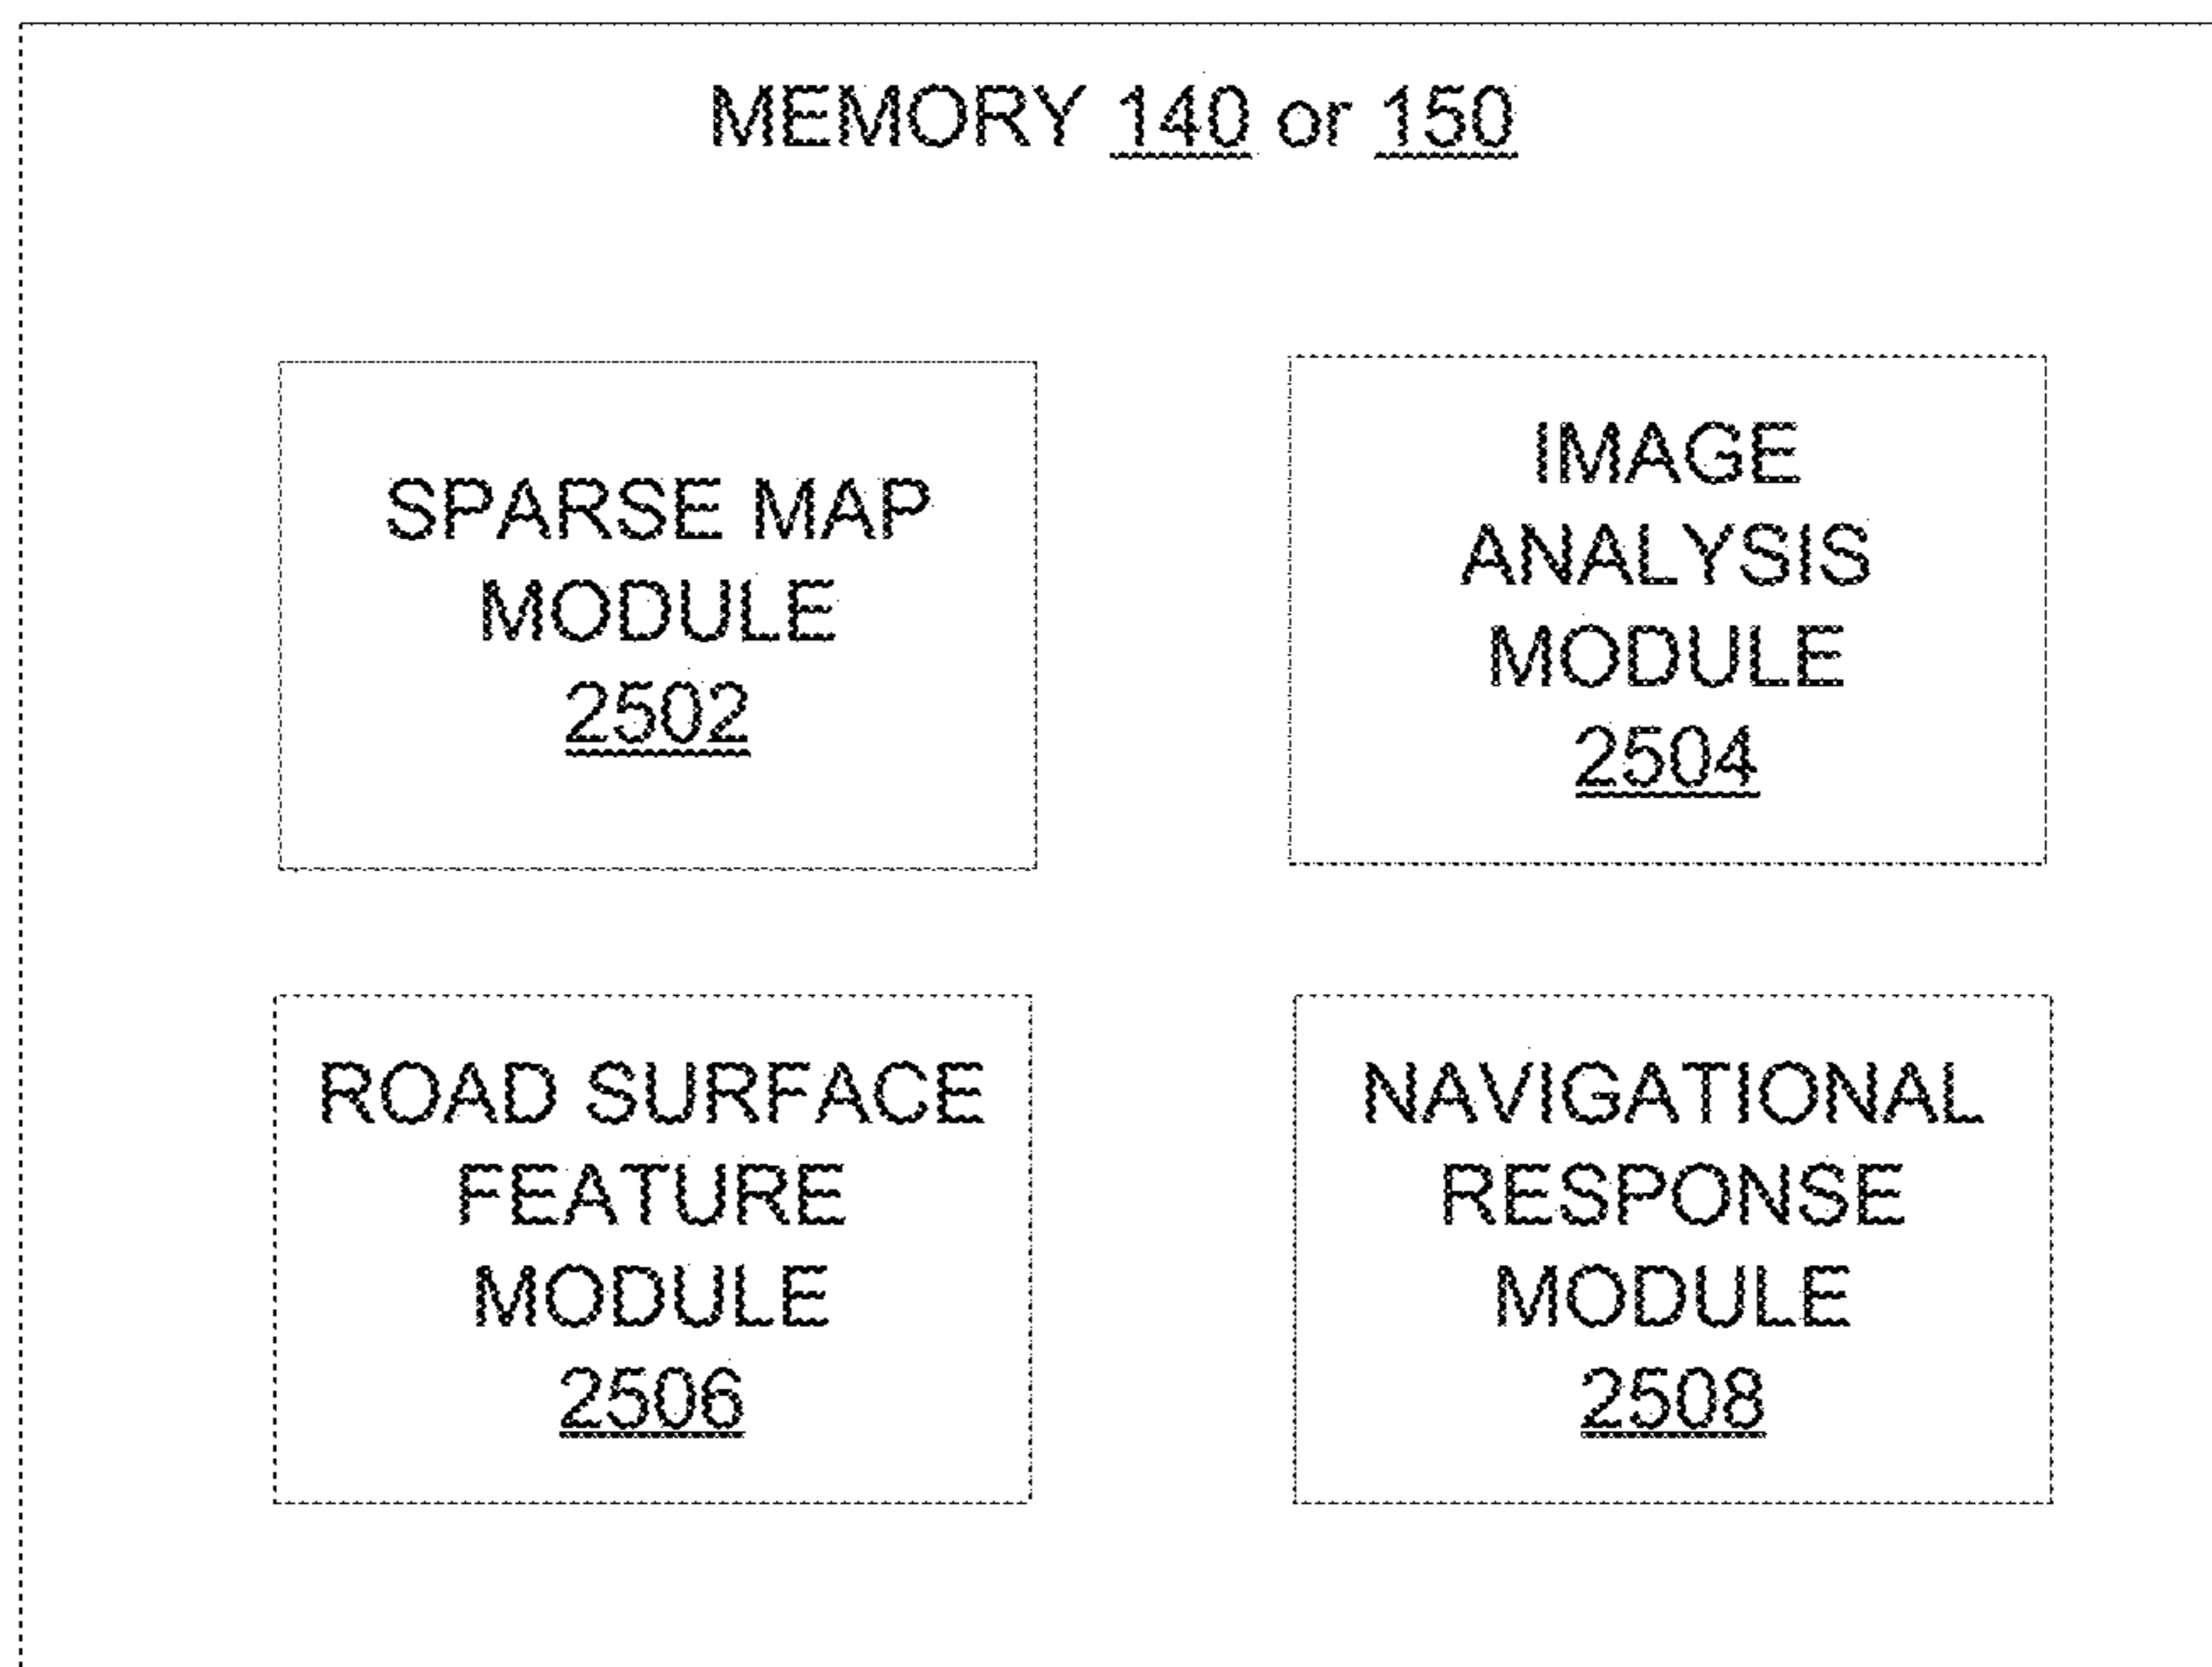 MEMORY 140 or 150
SPARSE MAP
MODULE
2502
IMAGE
ANALYSIS
MODULE
2504
ROAD SURFACE
FEATURE
MODULE
2506
NAVIGATIONAL
RESPONSE
MODULE
2508